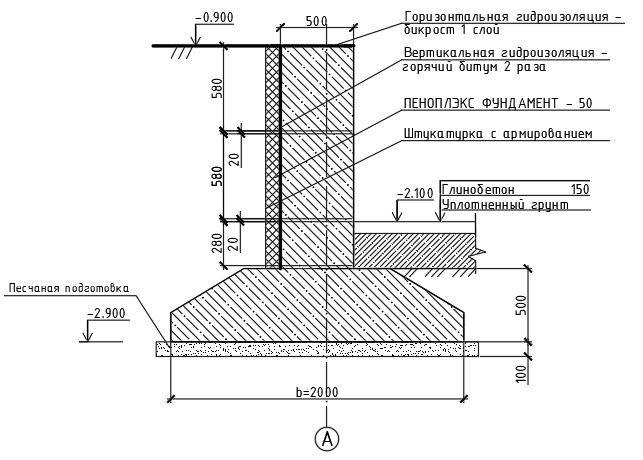 -0.900
500
Горизонтальная гидроизоляция –
бикрост 1 слой
Вертикальная гидроизоляция –
горячий битум 2 раза
ПЕНОПЛЭКС ФУНДАМЕНТ – 50
Штукатурка с армированием
580
20
580
20
280
-2.100
Глинобетон 150
Уплотненный грунт
Песчаная подготовка
-2.900
500
100
b=2000
А